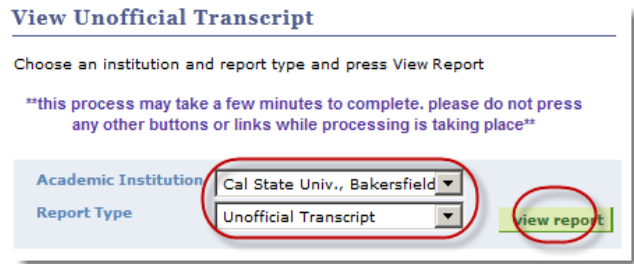 View Unofficial Transcript
Choose an institution and report type and press View Report
**this process may take a few minutes to complete. please do not press
any other buttons or links while processing is taking place**
Academic Institution Cal State Univ., Bakersfield
Report Type Unofficial Transcript view report